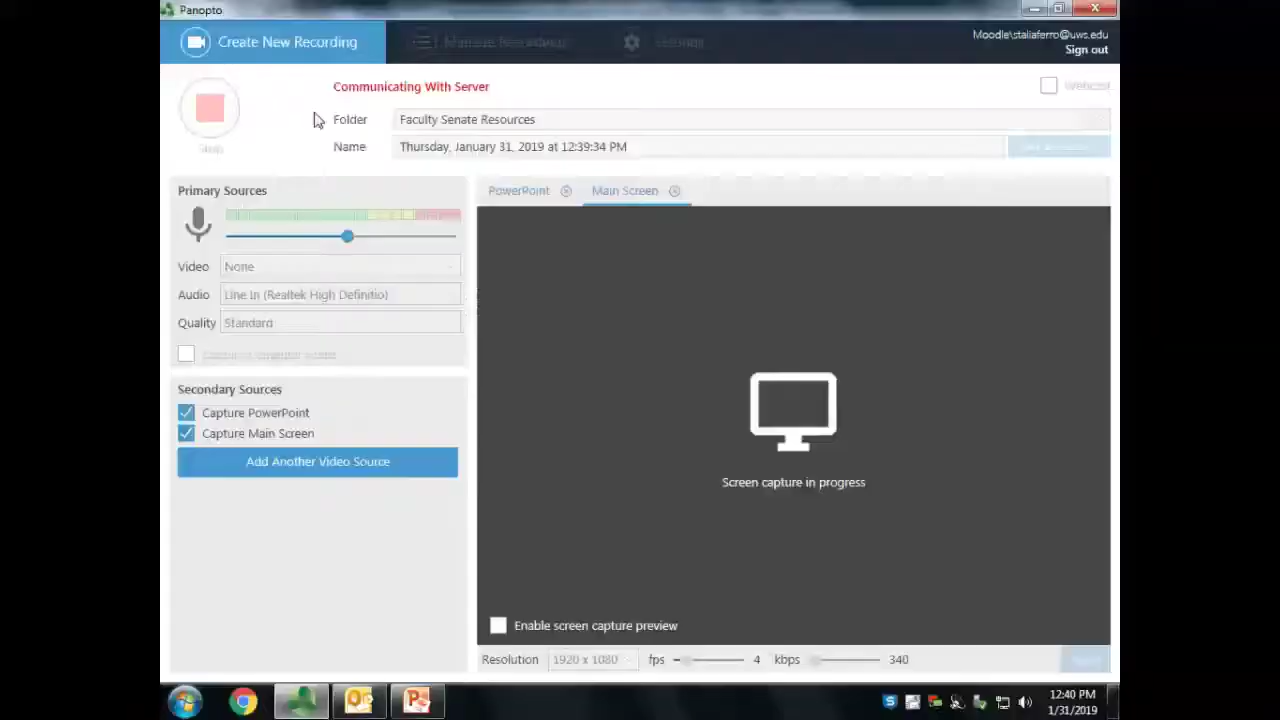 Panopto
Create New Recording
Settings
Moodle\staliaferro@uws.edu
Sign out
Communicating With Server
Webcast
Folder
Faculty Senate Resources
Stop
Name
Thursday, January 31, 2019 at 12:39:34 PM
Primary Sources
PowerPoint
Main Screen
Video
None
Audio
Line In (Realtek High Definitio)
Quality
Standard
Secondary Sources
Capture PowerPoint
Capture Main Screen
Add Another Video Source
Screen capture in progress
Enable screen capture preview
Resolution
1920 x 1080
fps
4
kbps
340
12:40 PM
1/31/2019